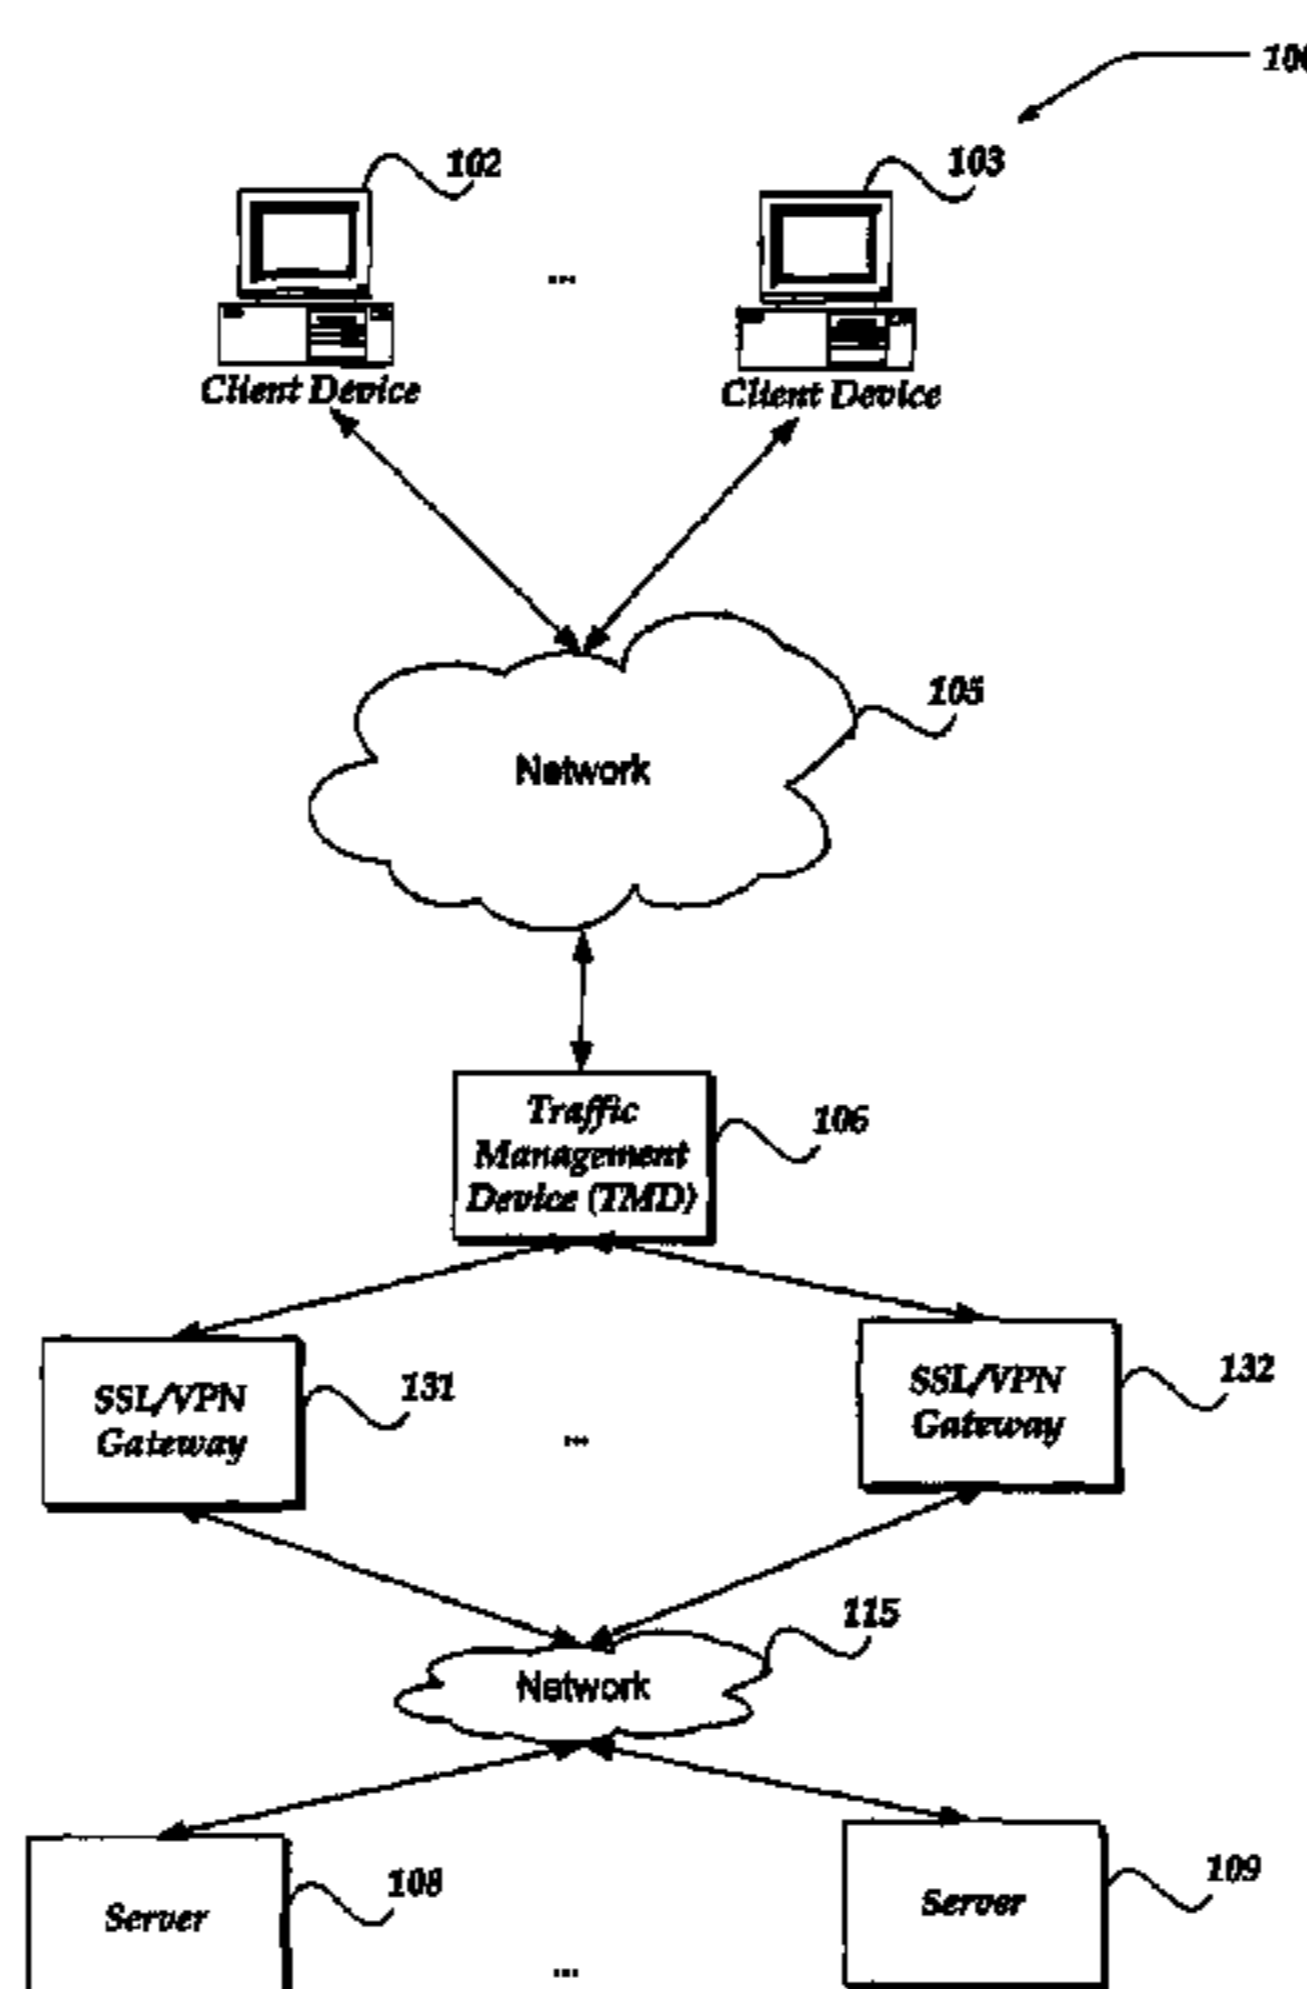 102
103
...
Client Device
Client Device
105
Network
Traffic
Management
Device (TMD)
106
SSL/VPN
Gateway
131
...
SSL/VPN
Gateway
132
115
Network
Server
108
...
Server
109